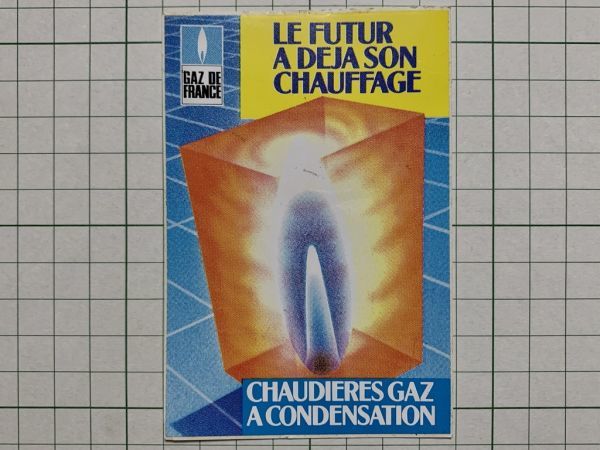 LE FUTUR
A DEJA SON
CHAUFFAGE
GAZ DE
FRANCE
CHAUDIERES GAZ
A CONDENSATION